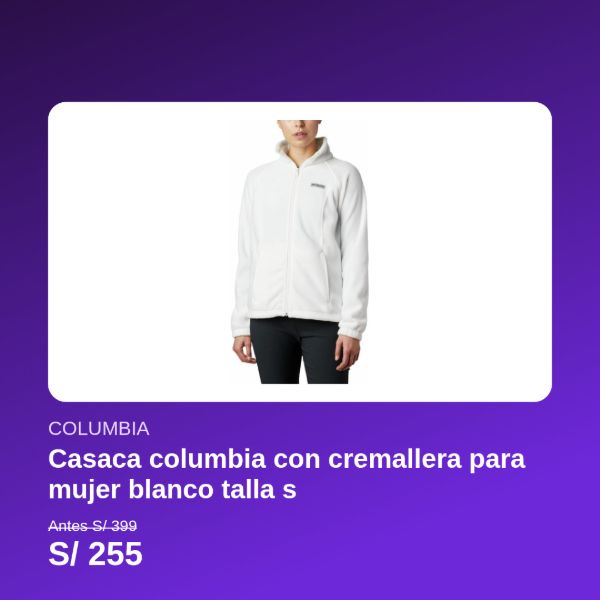 COLUMBIA
Casaca columbia con cremallera para
mujer blanco talla s
Antes S/ 399
S/ 255